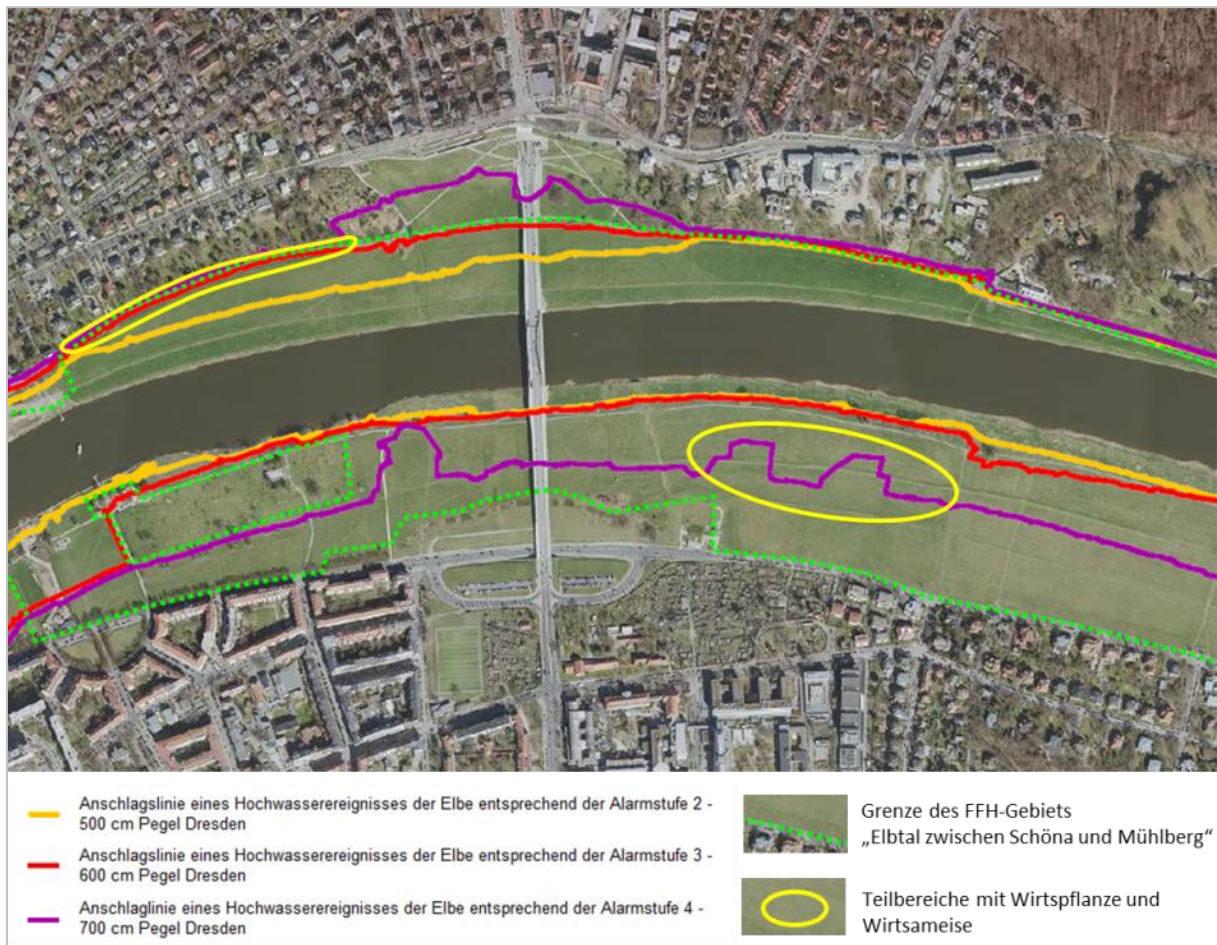 Anschlagslinie eines Hochwasserereignisses der Elbe entsprechend der Alarmstufe 2 -
500 cm Pegel Dresden
Anschlagslinie eines Hochwasserereignisses der Elbe entsprechend der Alarmstufe 3 -
600 cm Pegel Dresden
Anschlaglinie eines Hochwasserereignisses der Elbe entsprechend der Alarmstufe 4 -
700 cm Pegel Dresden
Grenze des FFH-Gebiets
„Elbtal zwischen Schöna und Mühlberg“
Teilbereiche mit Wirtspflanze und
Wirtsameise